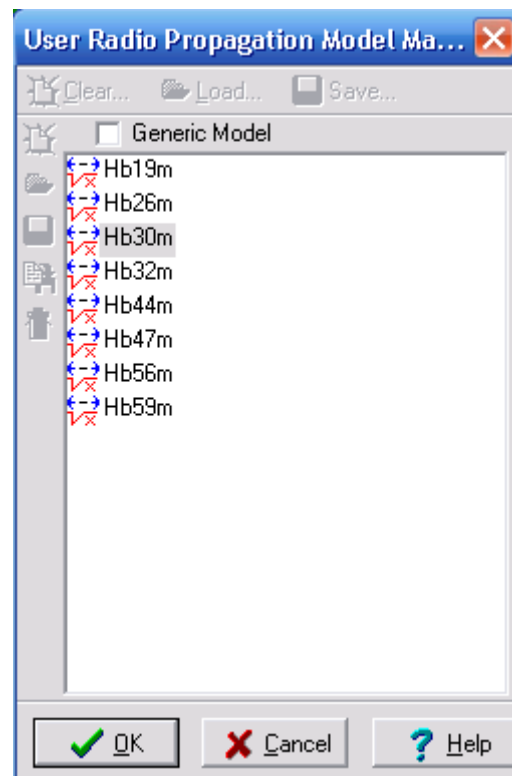 User Radio Propagation Model Ma...
Clear... Load... Save...
Generic Model
Hb19m
Hb26m
Hb30m
Hb32m
Hb44m
Hb47m
Hb56m
Hb59m
OK Cancel Help